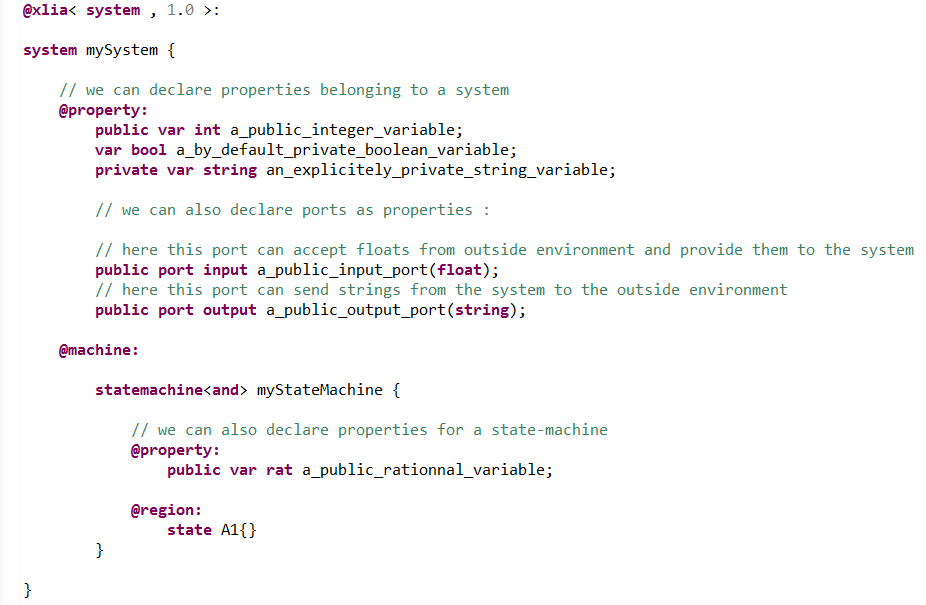 @xlia< system , 1.0 >:
system mySystem {
// we can declare properties belonging to a system
@property:
public var int a_public_integer_variable;
var bool a_by_default_private_boolean_variable;
private var string an_explicitely_private_string_variable;
// we can also declare ports as properties :
// here this port can accept floats from outside environment and provide them to the system
public port input a_public_input_port(float);
// here this port can send strings from the system to the outside environment
public port output a_public_output_port(string);
@machine:
statemachine<and> myStateMachine {
// we can also declare properties for a state-machine
@property:
public var rat a_public_rationnal_variable;
@region:
state A1{}
}
}